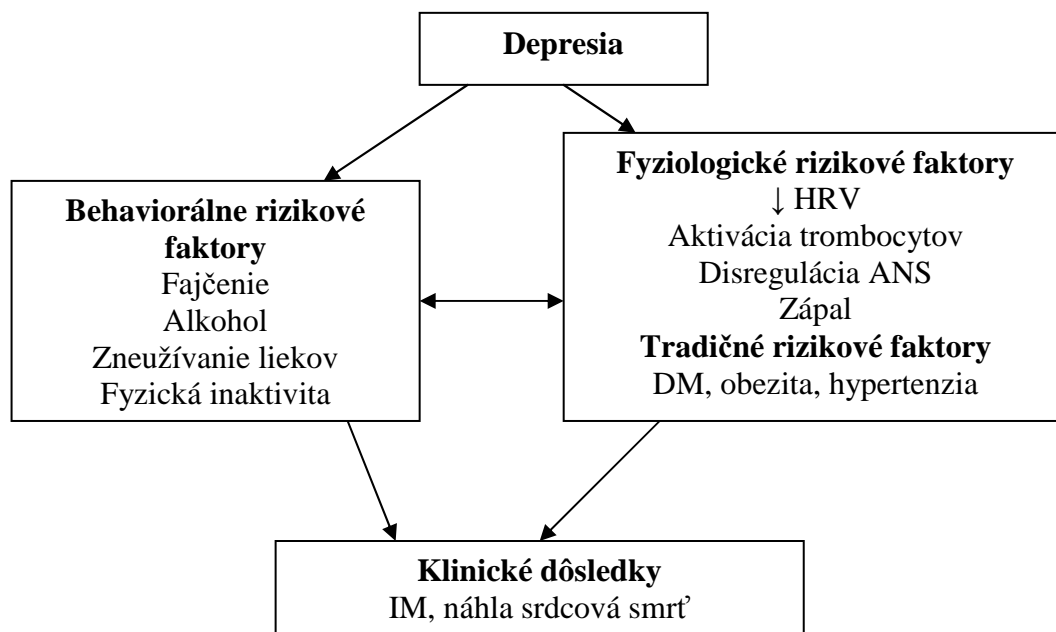 Depresia
Behaviorálne rizikové
faktory
Fajčenie
Alkohol
Zneužívanie liekov
Fyzická inaktivita
Fyziologické rizikové faktory
↓ HRV
Aktivácia trombocytov
Disregulácia ANS
Zápal
Tradičné rizikové faktory
DM, obezita, hypertenzia
Klinické dôsledky
IM, náhla srdcová smrť